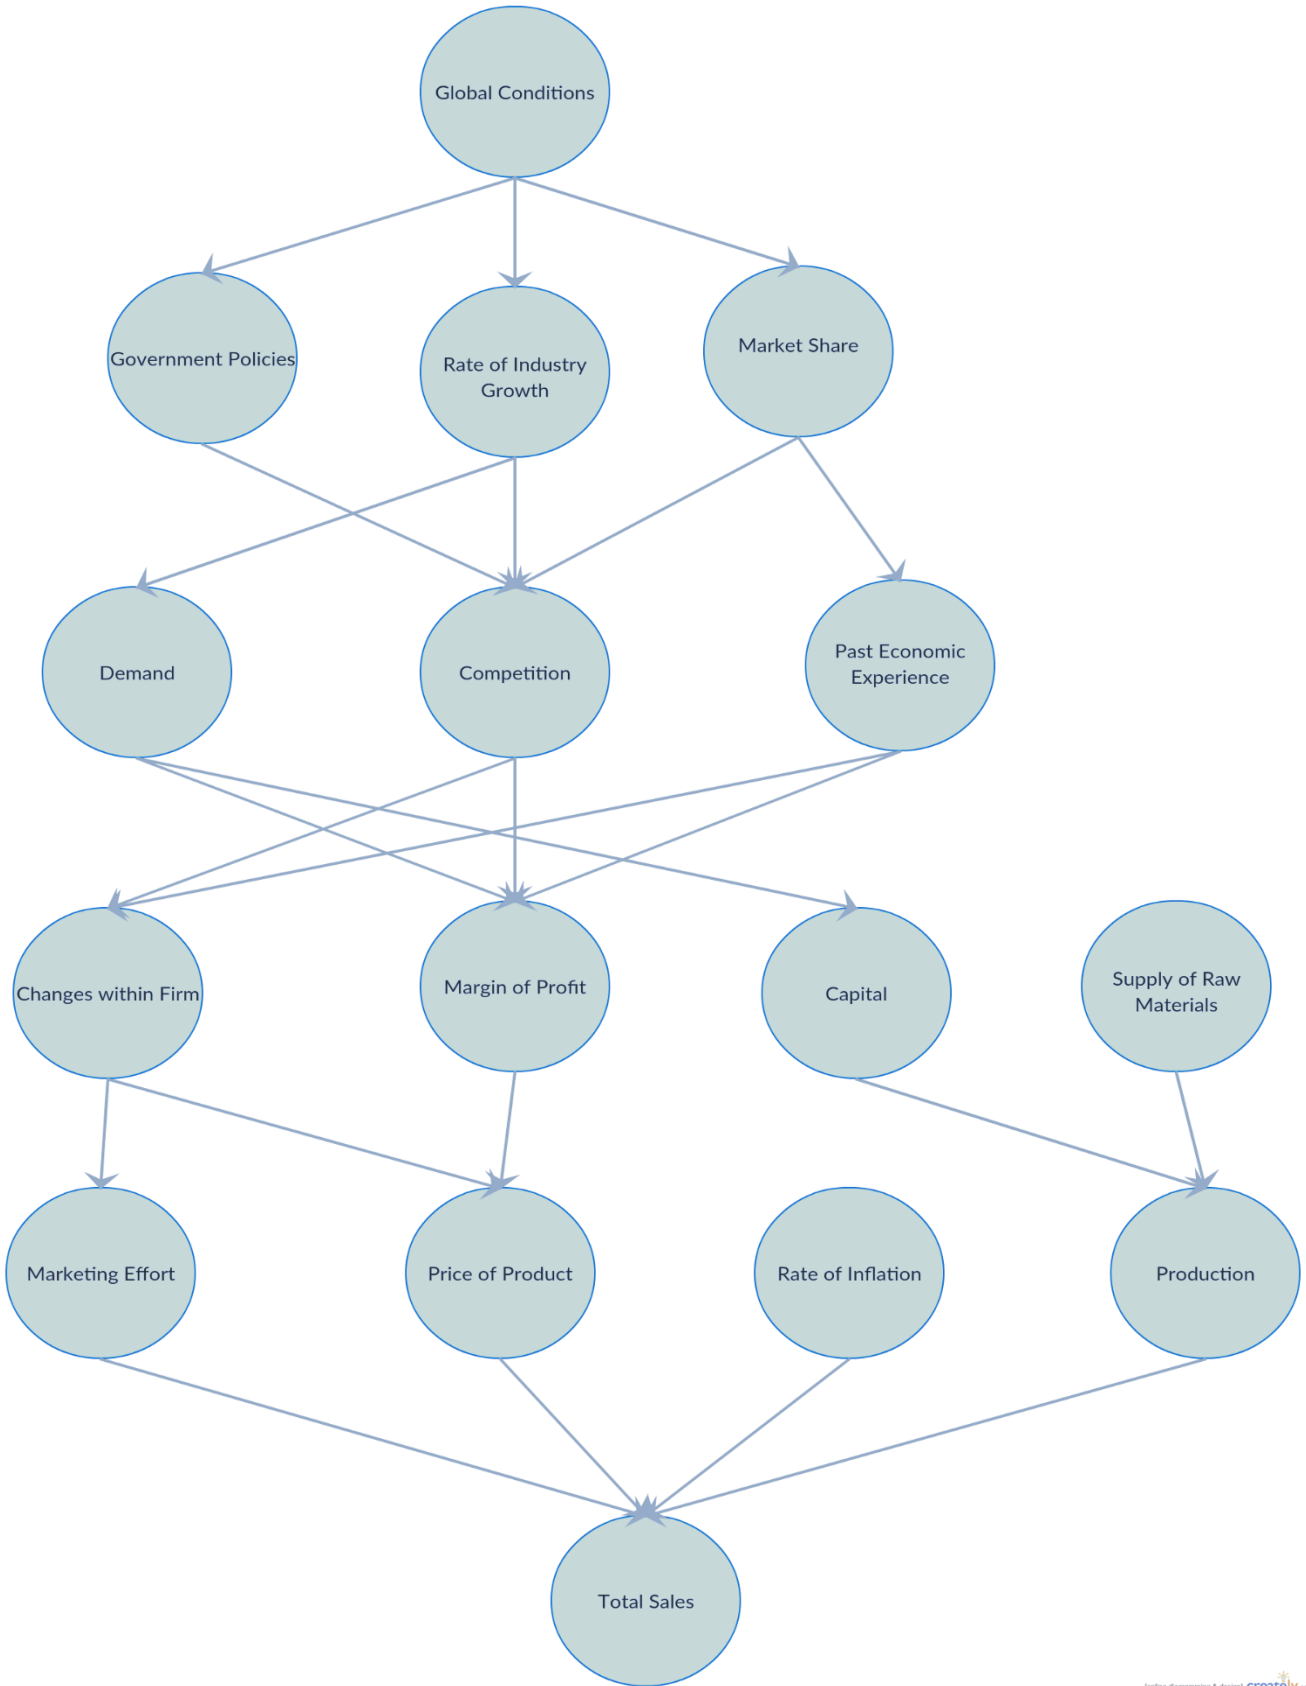 Global Conditions
Government Policies
Rate of Industry
Growth
Market Share
Demand
Competition
Past Economic
Experience
Changes within Firm
Margin of Profit
Capital
Supply of Raw
Materials
Marketing Effort
Price of Product
Rate of Inflation
Production
Total Sales
creately